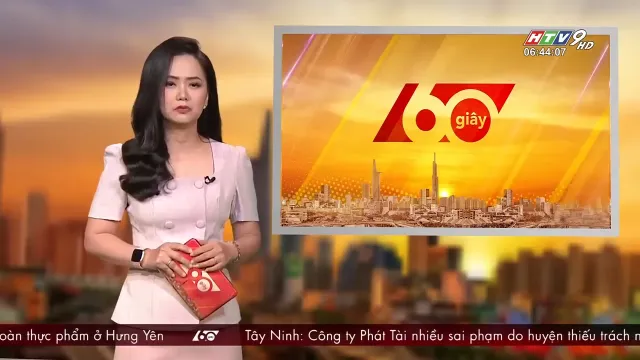 HTV9 HD
06:44:07
60 giây
oàn thực phẩm ở Hưng Yên 60 Tây Ninh: Công ty Phát Tài nhiều sai phạm do huyện thiếu trách n